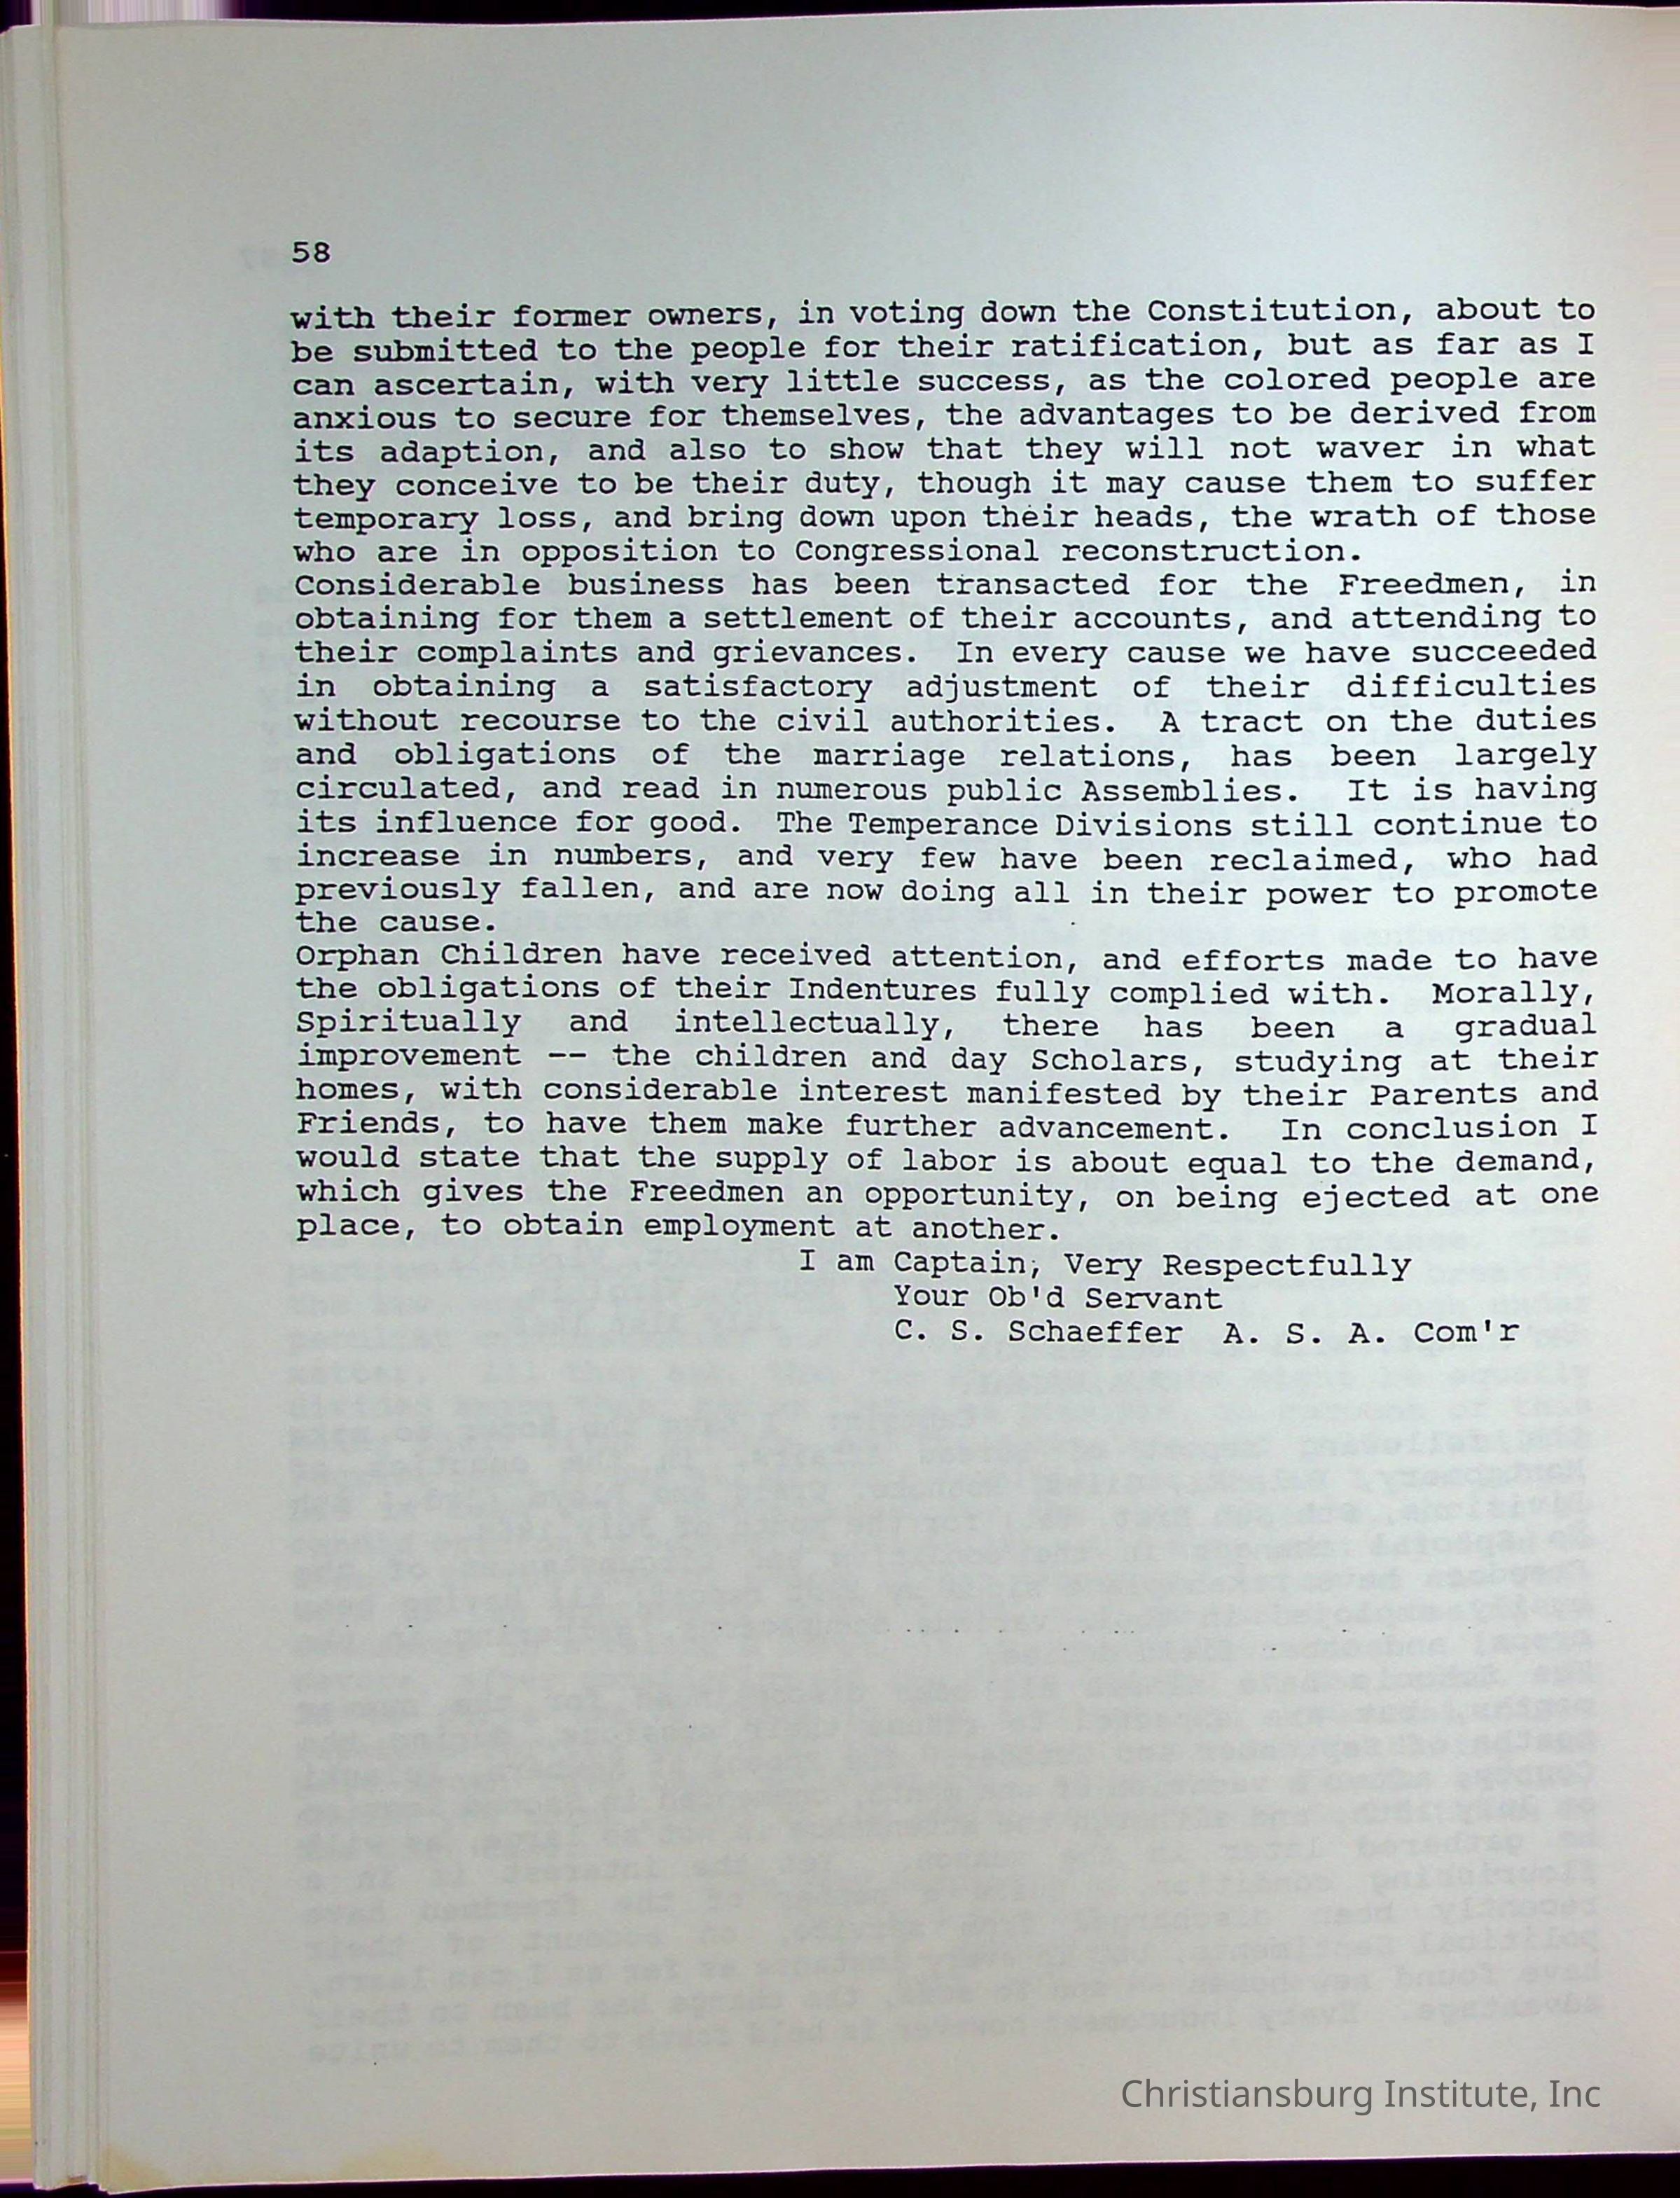 58
with their former owners, in voting down the Constitution, about to
be submitted to the people for their ratification, but as far as I
can ascertain, with very little success, as the colored people are
anxious to secure for themselves, the advantages to be derived from
its adaption, and also to show that they will not waver in what
they conceive to be their duty, though it may cause them to suffer
temporary loss, and bring down upon their heads, the wrath of those
who are in opposition to Congressional reconstruction.
Considerable business has been transacted for the Freedmen, in
obtaining for them a settlement of their accounts, and attending to
their complaints and grievances. In every cause we have succeeded
in obtaining a satisfactory adjustment of their difficulties
without recourse to the civil authorities. A tract on the duties
and obligations of the marriage relations, has been largely
circulated, and read in numerous public Assemblies. It is having
its influence for good. The Temperance Divisions still continue to
increase in numbers, and very few have been reclaimed, who had
previously fallen, and are now doing all in their power to promote
the cause.
Orphan Children have received attention, and efforts made to have
the obligations of their Indentures fully complied with. Morally,
Spiritually and intellectually, there has been a gradual
improvement -- the children and day Scholars, studying at their
homes, with considerable interest manifested by their Parents and
Friends, to have them make further advancement. In conclusion I
would state that the supply of labor is about equal to the demand,
which gives the Freedmen an opportunity, on being ejected at one
place, to obtain employment at another.
I am Captain; Very Respectfully
Your Ob'd Servant
C. S. Schaeffer A. S. A. Com'r
Christiansburg Institute, Inc